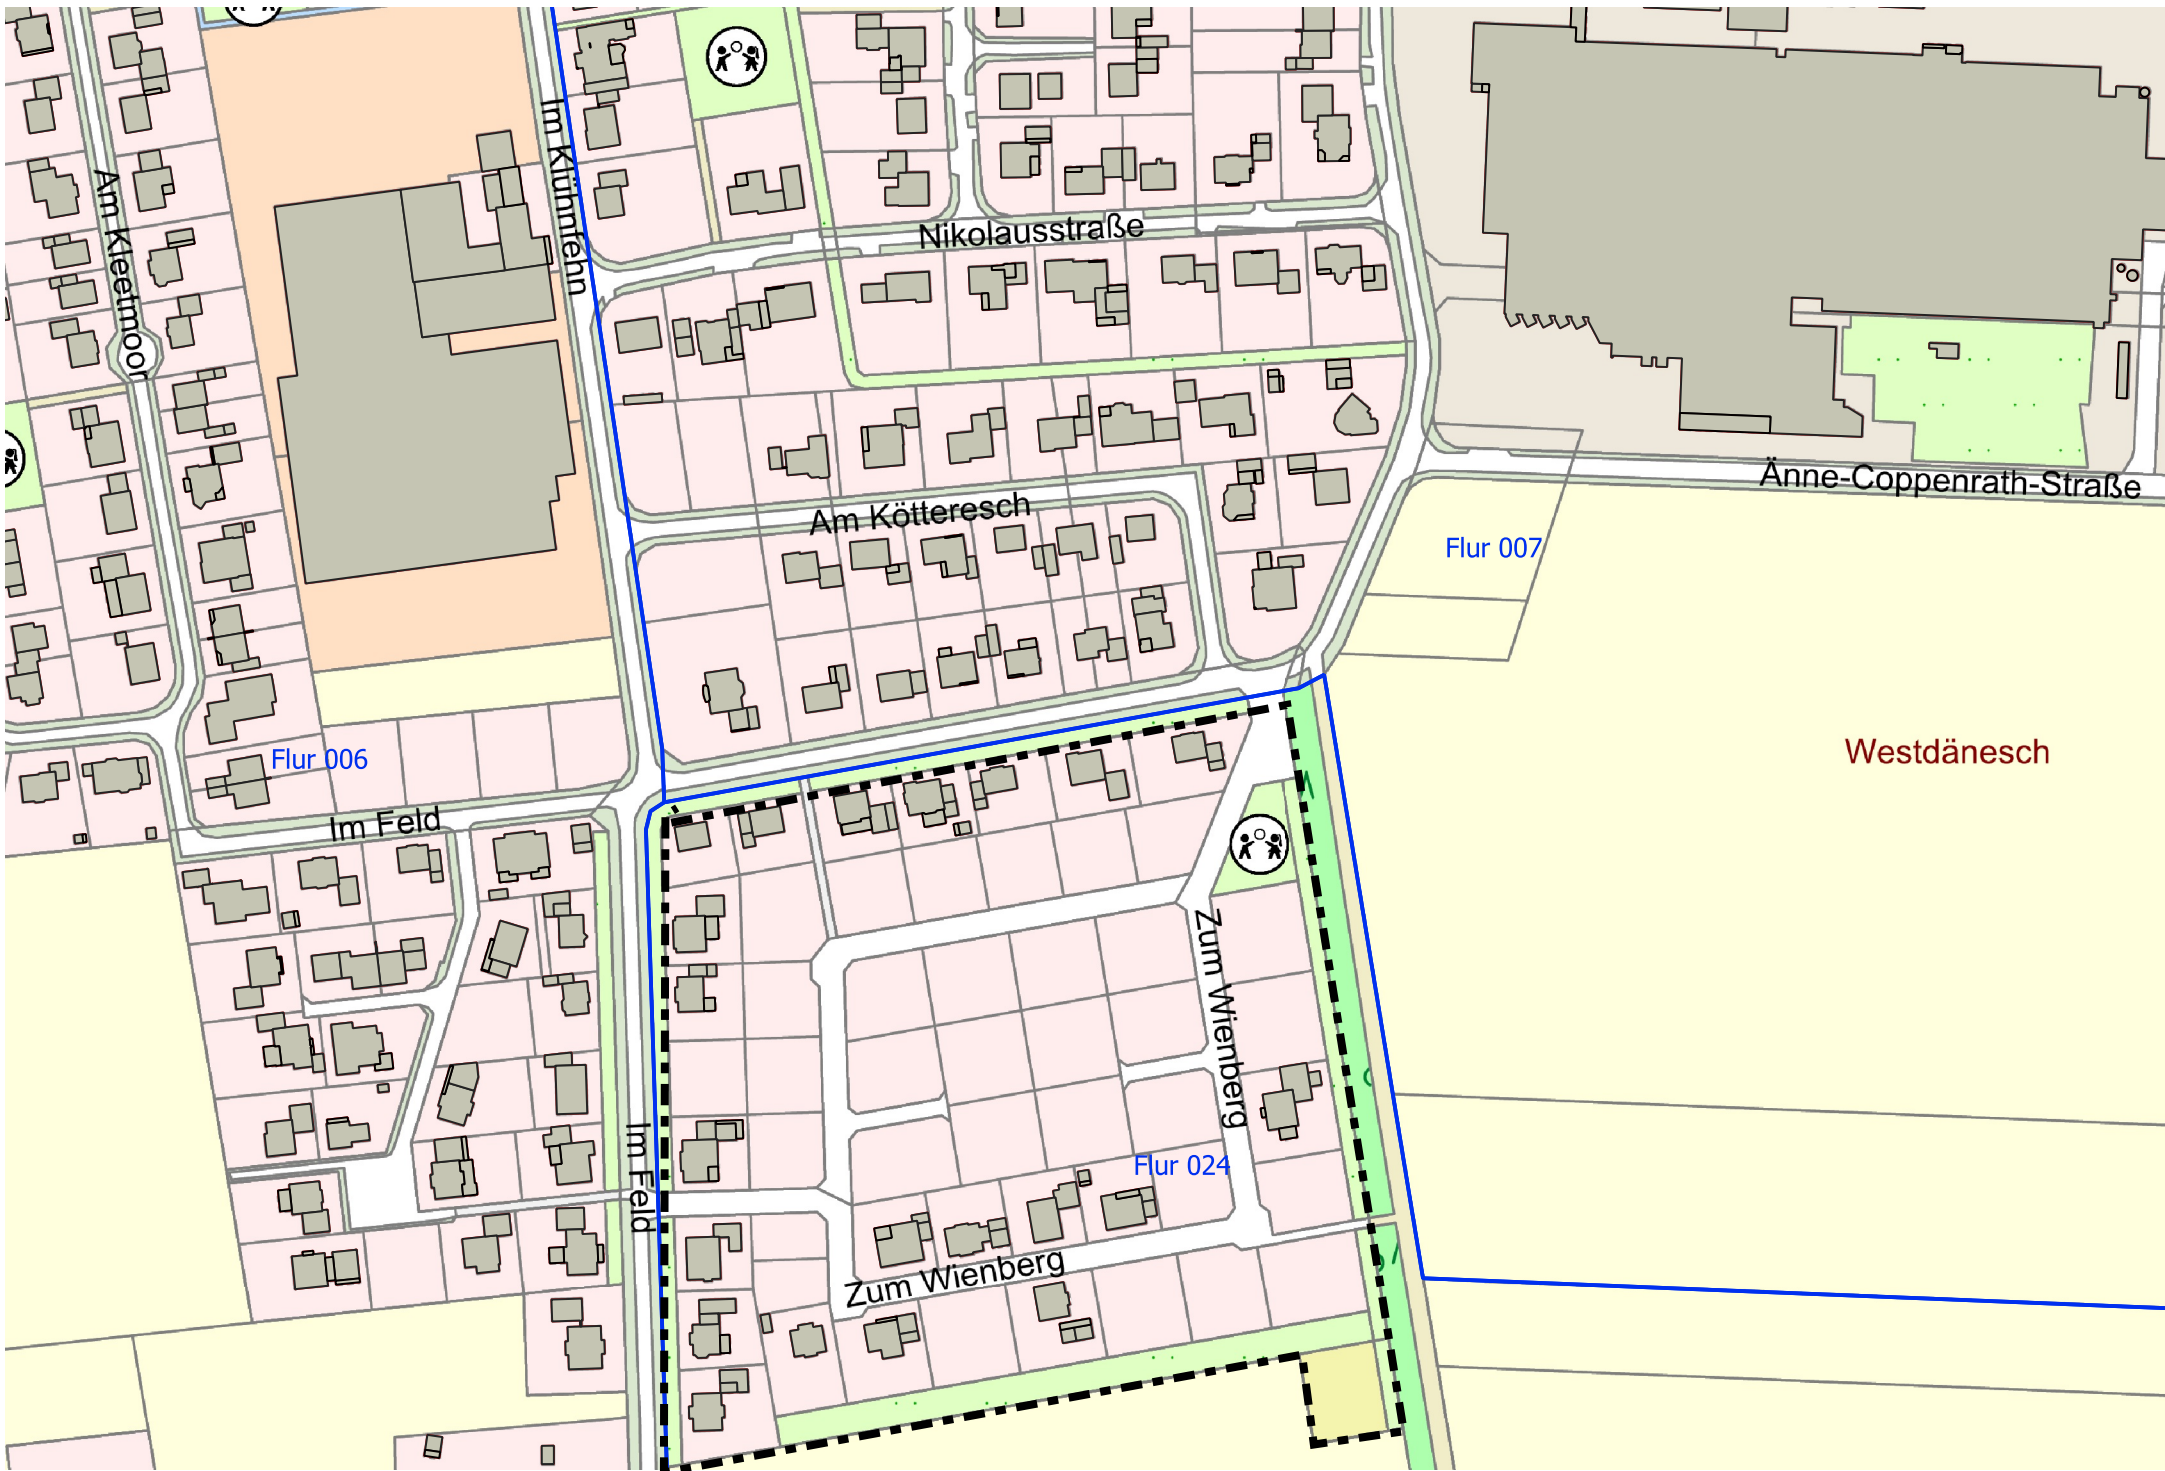 Im Klünnfehn
Am Kleetmoor
Nikolausstraße
Änne-Coppenrath-Straße
Am Kötteresch
Flur 007
Westdänesch
Flur 006
Im Feld
Zum Wienberg
Im Feld
Flur 024
Zum Wienberg